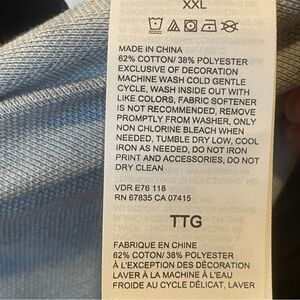 XXL
MADE IN CHINA
62% COTTON/ 38% POLYESTER
EXCLUSIVE OF DECORATION
MACHINE WASH COLD GENTLE
CYCLE, WASH INSIDE OUT WITH
LIKE COLORS, FABRIC SOFTENER
IS NOT RECOMMENDED, REMOVE
PROMPTLY FROM WASHER, ONLY
NON CHLORINE BLEACH WHEN
NEEDED, TUMBLE DRY LOW, COOL
IRON AS NEEDED, DO NOT IRON
PRINT AND ACCESSORIES, DO NOT
DRY CLEAN
VDR E76 118
RN 67835 CA 07415
TTG
FABRIQUE EN CHINE
62% COTON/ 38% POLYESTER
À L'EXCEPTION DES DÉCORATION
LAVER À LA MACHINE À L'EAU
FROIDE AU CYCLE DÉLICAT, LAVER